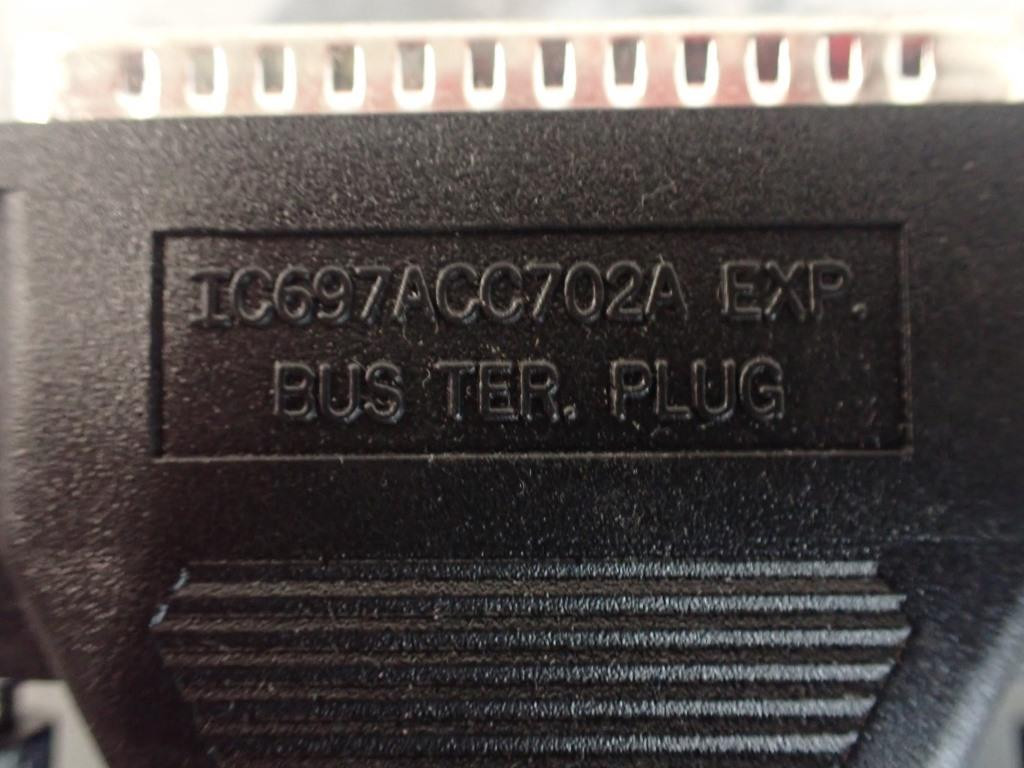 IC697ACC702A EXP.
BUS TER. PLUG